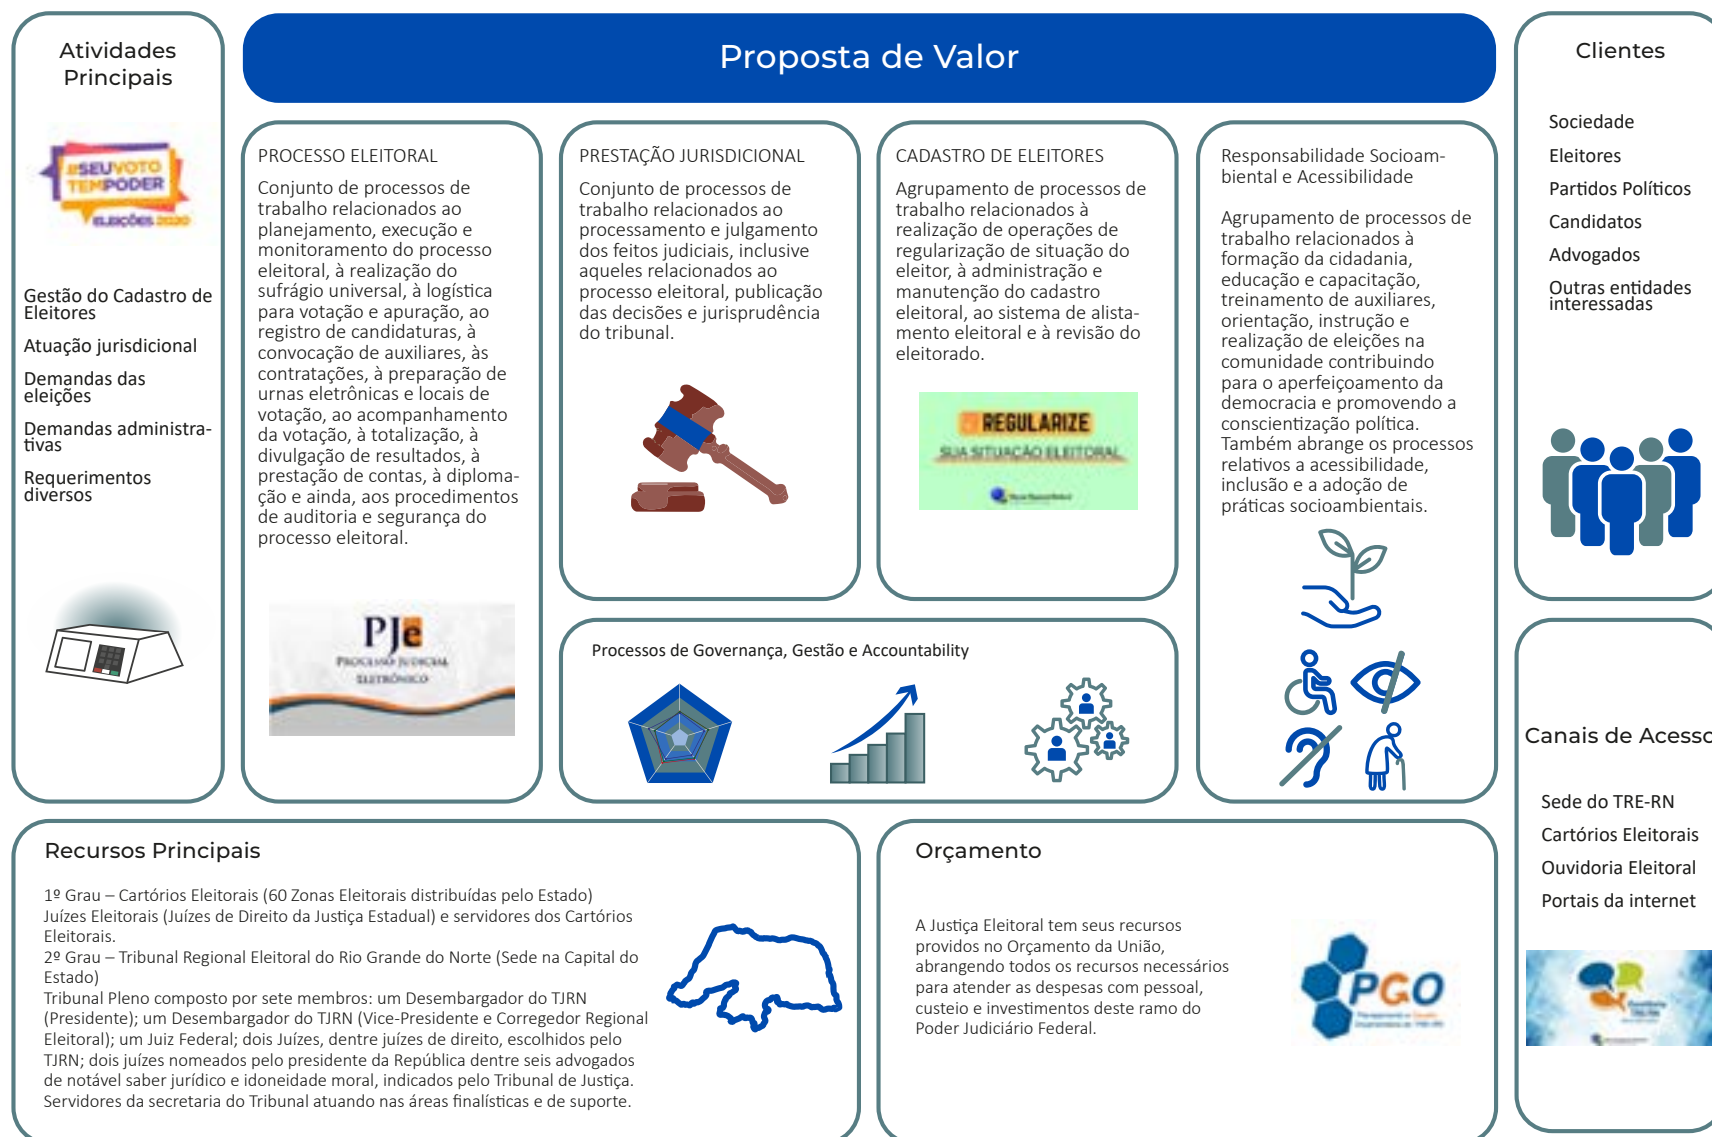 Atividades
Principais
#SEUVOTO
TEMPODER
ELEIÇÕES 2020
Gestão do Cadastro de
Eleitores
Atuação jurisdicional
Demandas das
eleições
Demandas administra-
tivas
Requerimentos
diversos
Proposta de Valor
PROCESSO ELEITORAL
Conjunto de processos de
trabalho relacionados ao
planejamento, execução e
monitoramento do processo
eleitoral, à realização do
sufrágio universal, à logística
para votação e apuração, ao
registro de candidaturas, à
convocação de auxiliares, às
contratações, à preparação de
urnas eletrônicas e locais de
votação, ao acompanhamento
da votação, à totalização, à
divulgação de resultados, à
prestação de contas, à diploma-
ção e ainda, aos procedimentos
de auditoria e segurança do
processo eleitoral.
PJe
PROCESSO JUDICIAL
ELETRÔNICO
PRESTAÇÃO JURISDICIONAL
Conjunto de processos de
trabalho relacionados ao
processamento e julgamento
dos feitos judiciais, inclusive
aqueles relacionados ao
processo eleitoral, publicação
das decisões e jurisprudência
do tribunal.
CADASTRO DE ELEITORES
Agrupamento de processos de
trabalho relacionados à
realização de operações de
regularização de situação do
eleitor, à administração e
manutenção do cadastro
eleitoral, ao sistema de alista-
mento eleitoral e à revisão do
eleitorado.
REGULARIZE
SUA SITUAÇÃO ELEITORAL
Responsabilidade Socioam-
biental e Acessibilidade
Agrupamento de processos de
trabalho relacionados à
formação da cidadania,
educação e capacitação,
treinamento de auxiliares,
orientação, instrução e
realização de eleições na
comunidade contribuindo
para o aperfeiçoamento da
democracia e promovendo a
conscientização política.
Também abrange os processos
relativos a acessibilidade,
inclusão e a adoção de
práticas socioambientais.
Processos de Governança, Gestão e Accountability
Clientes
Sociedade
Eleitores
Partidos Políticos
Candidatos
Advogados
Outras entidades
interessadas
Canais de Acesso
Sede do TRE-RN
Cartórios Eleitorais
Ouvidoria Eleitoral
Portais da internet
Recursos Principais
1º Grau – Cartórios Eleitorais (60 Zonas Eleitorais distribuídas pelo Estado)
Juízes Eleitorais (Juízes de Direito da Justiça Estadual) e servidores dos Cartórios
Eleitorais.
2º Grau – Tribunal Regional Eleitoral do Rio Grande do Norte (Sede na Capital do
Estado)
Tribunal Pleno composto por sete membros: um Desembargador do TJRN
(Presidente); um Desembargador do TJRN (Vice-Presidente e Corregedor Regional
Eleitoral); um Juiz Federal; dois Juízes, dentre juízes de direito, escolhidos pelo
TJRN; dois juízes nomeados pelo presidente da República dentre seis advogados
de notável saber jurídico e idoneidade moral, indicados pelo Tribunal de Justiça.
Servidores da secretaria do Tribunal atuando nas áreas finalísticas e de suporte.
Orçamento
A Justiça Eleitoral tem seus recursos
providos no Orçamento da União,
abrangendo todos os recursos necessários
para atender as despesas com pessoal,
custeio e investimentos deste ramo do
Poder Judiciário Federal.
PGO